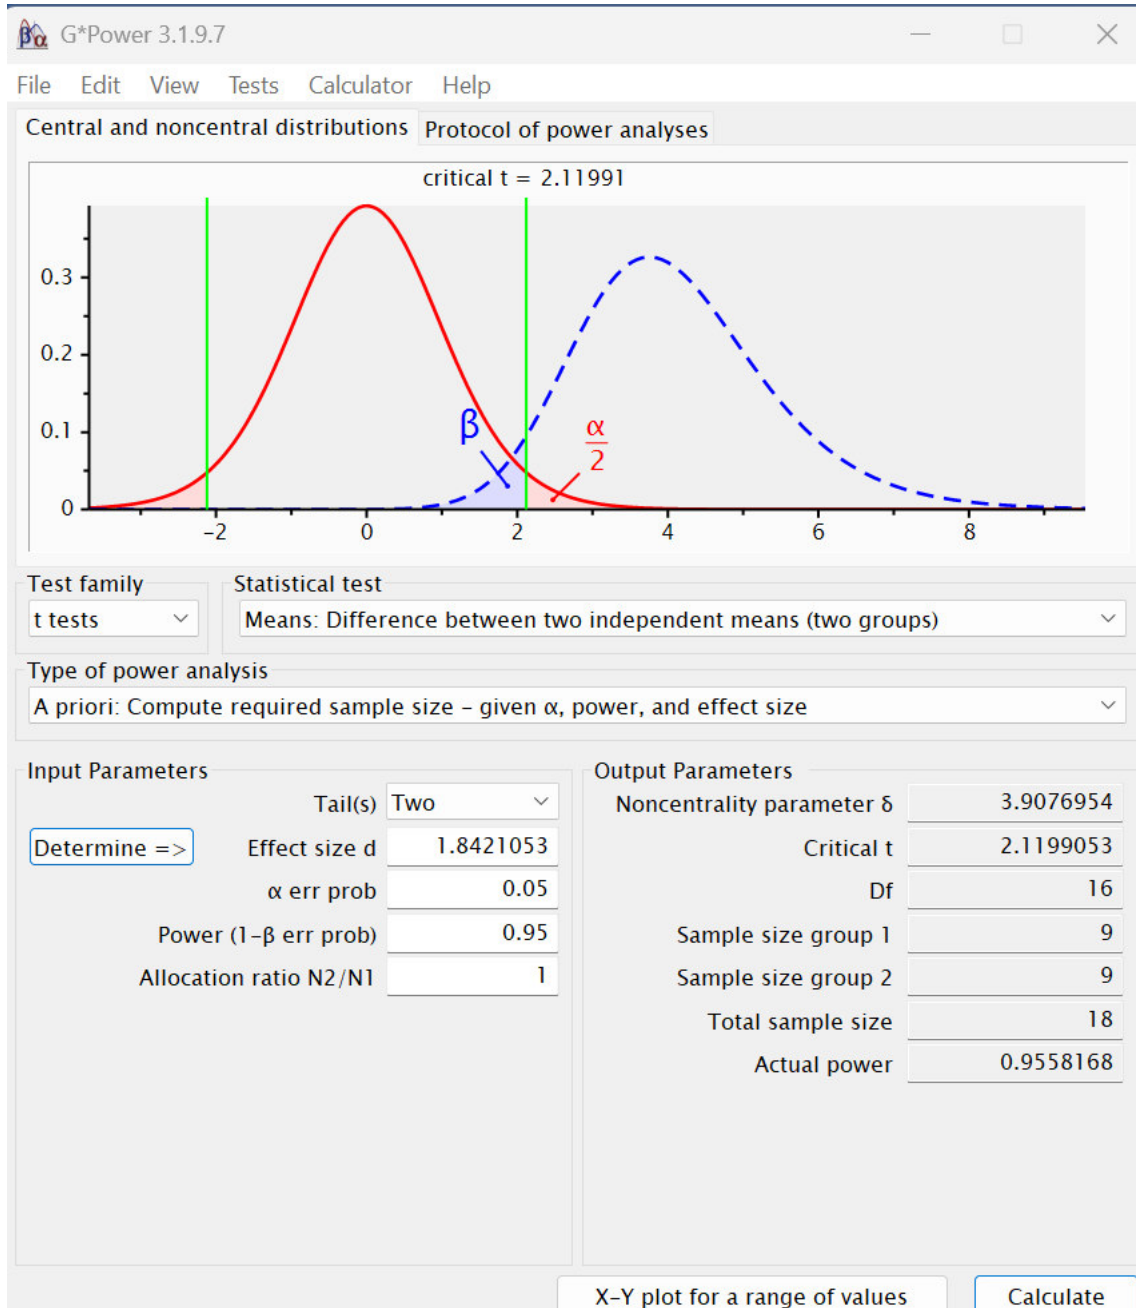 βα G*Power 3.1.9.7
File Edit View Tests Calculator Help
Central and noncentral distributions Protocol of power analyses
critical t = 2.11991
0.3
0.2
0.1
0
β
α
2
-2 0 2 4 6 8
Test family Statistical test
t tests Means: Difference between two independent means (two groups)
Type of power analysis
A priori: Compute required sample size - given α, power, and effect size
Input Parameters Output Parameters
Tail(s) Two Noncentrality parameter δ 3.9076954
Determine => Effect size d 1.8421053 Critical t 2.1199053
α err prob 0.05 Df 16
Power (1-β err prob) 0.95 Sample size group 1 9
Allocation ratio N2/N1 1 Sample size group 2 9
Total sample size 18
Actual power 0.9558168
X-Y plot for a range of values Calculate